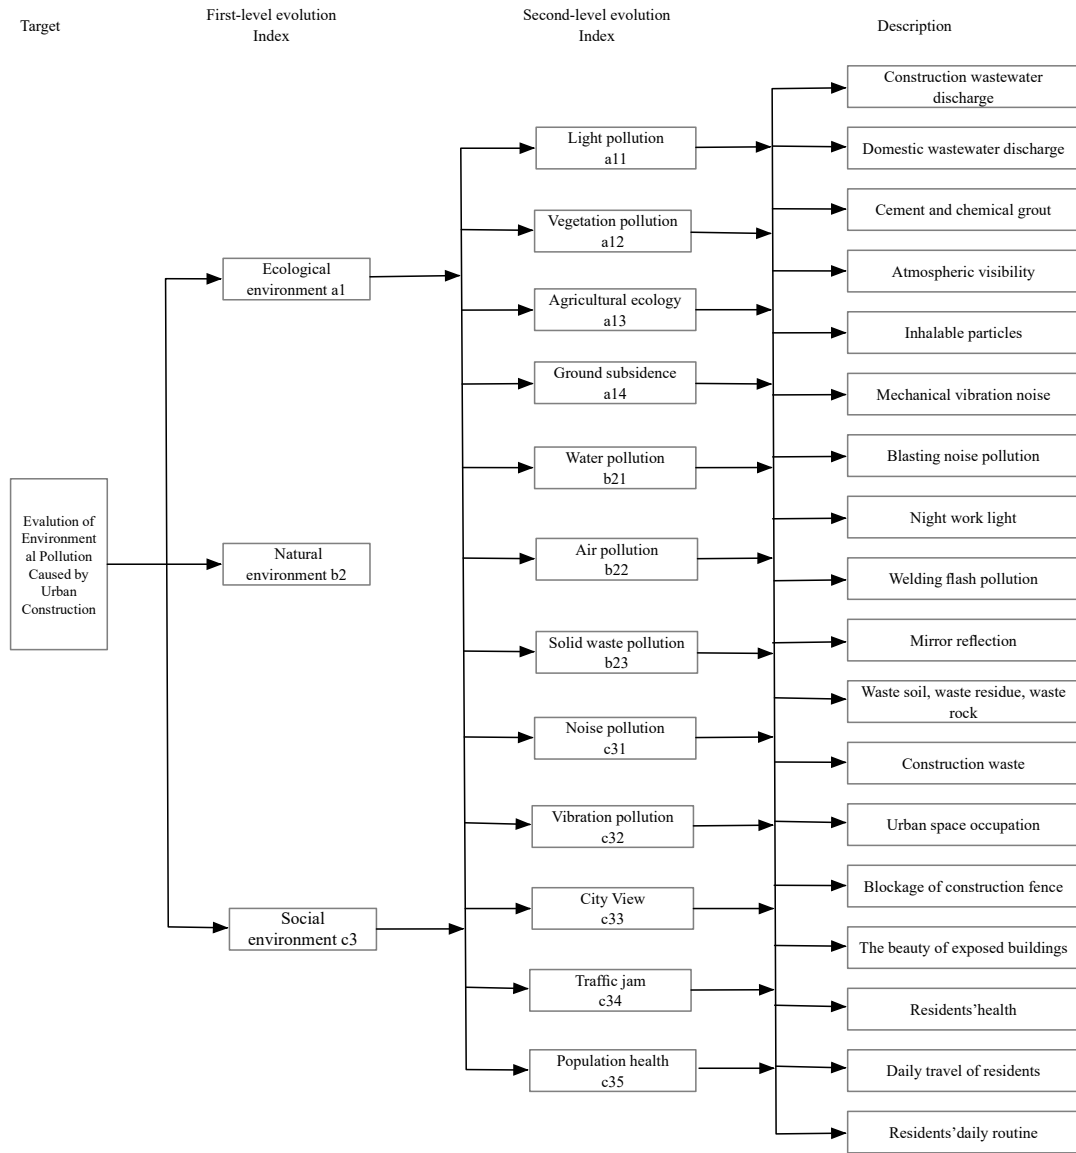 Target
First-level evolution
Index
Second-level evolution
Index
Description
Evalution of
Environment
al Pollution
Caused by
Urban
Construction
Ecological
environment a1
Natural
environment b2
Social
environment c3
Light pollution
a11
Vegetation pollution
a12
Agricultural ecology
a13
Ground subsidence
a14
Water pollution
b21
Air pollution
b22
Solid waste pollution
b23
Noise pollution
c31
Vibration pollution
c32
City View
c33
Traffic jam
c34
Population health
c35
Construction wastewater
discharge
Domestic wastewater discharge
Cement and chemical grout
Atmospheric visibility
Inhalable particles
Mechanical vibration noise
Blasting noise pollution
Night work light
Welding flash pollution
Mirror reflection
Waste soil, waste residue, waste
rock
Construction waste
Urban space occupation
Blockage of construction fence
The beauty of exposed buildings
Residents’health
Daily travel of residents
Residents’daily routine